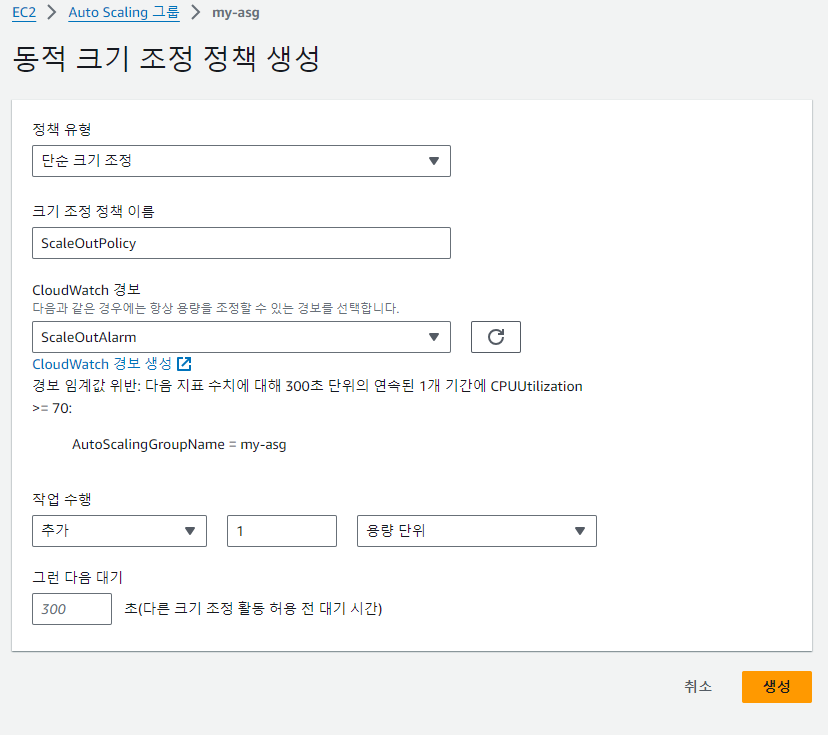 EC2 > Auto Scaling 그룹 > my-asg
동적 크기 조정 정책 생성
정책 유형
단순 크기 조정
크기 조정 정책 이름
ScaleOutPolicy
CloudWatch 경보
다음과 같은 경우에는 항상 용량을 조정할 수 있는 경보를 선택합니다.
ScaleOutAlarm
CloudWatch 경보 생성
경보 임계값 위반: 다음 지표 수치에 대해 300초 단위의 연속된 1개 기간에 CPUUtilization
>= 70:
AutoScalingGroupName = my-asg
작업 수행
추가 1 용량 단위
그런 다음 대기
300 초(다른 크기 조정 활동 허용 전 대기 시간)
취소 생성